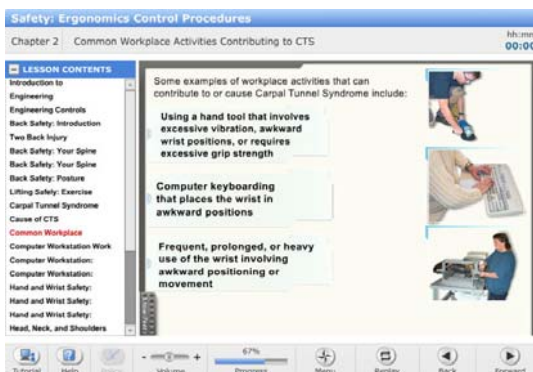 Safety: Ergonomics Control Procedures
Chapter 2 Common Workplace Activities Contributing to CTS
hh:mm
00:00
LESSON CONTENTS
Introduction to
Engineering
Engineering Controls
Back Safety: Introduction
Two Back Injury
Back Safety: Your Spine
Back Safety: Your Spine
Back Safety: Posture
Lifting Safely: Exercise
Carpal Tunnel Syndrome
Cause of CTS
Common Workplace
Computer Workstation Work
Computer Workstation:
Computer Workstation:
Hand and Wrist Safety:
Hand and Wrist Safety:
Hand and Wrist Safety:
Head, Neck, and Shoulders
Some examples of workplace activities that can
contribute to or cause Carpal Tunnel Syndrome include:
Using a hand tool that involves
excessive vibration, awkward
wrist positions, or requires
excessive grip strength
Computer keyboarding
that places the wrist in
awkward positions
Frequent, prolonged, or heavy
use of the wrist involving
awkward positioning or
movement
67%
Tutorial
Help
Volume
Progress
Menu
Replay
Back
Forward